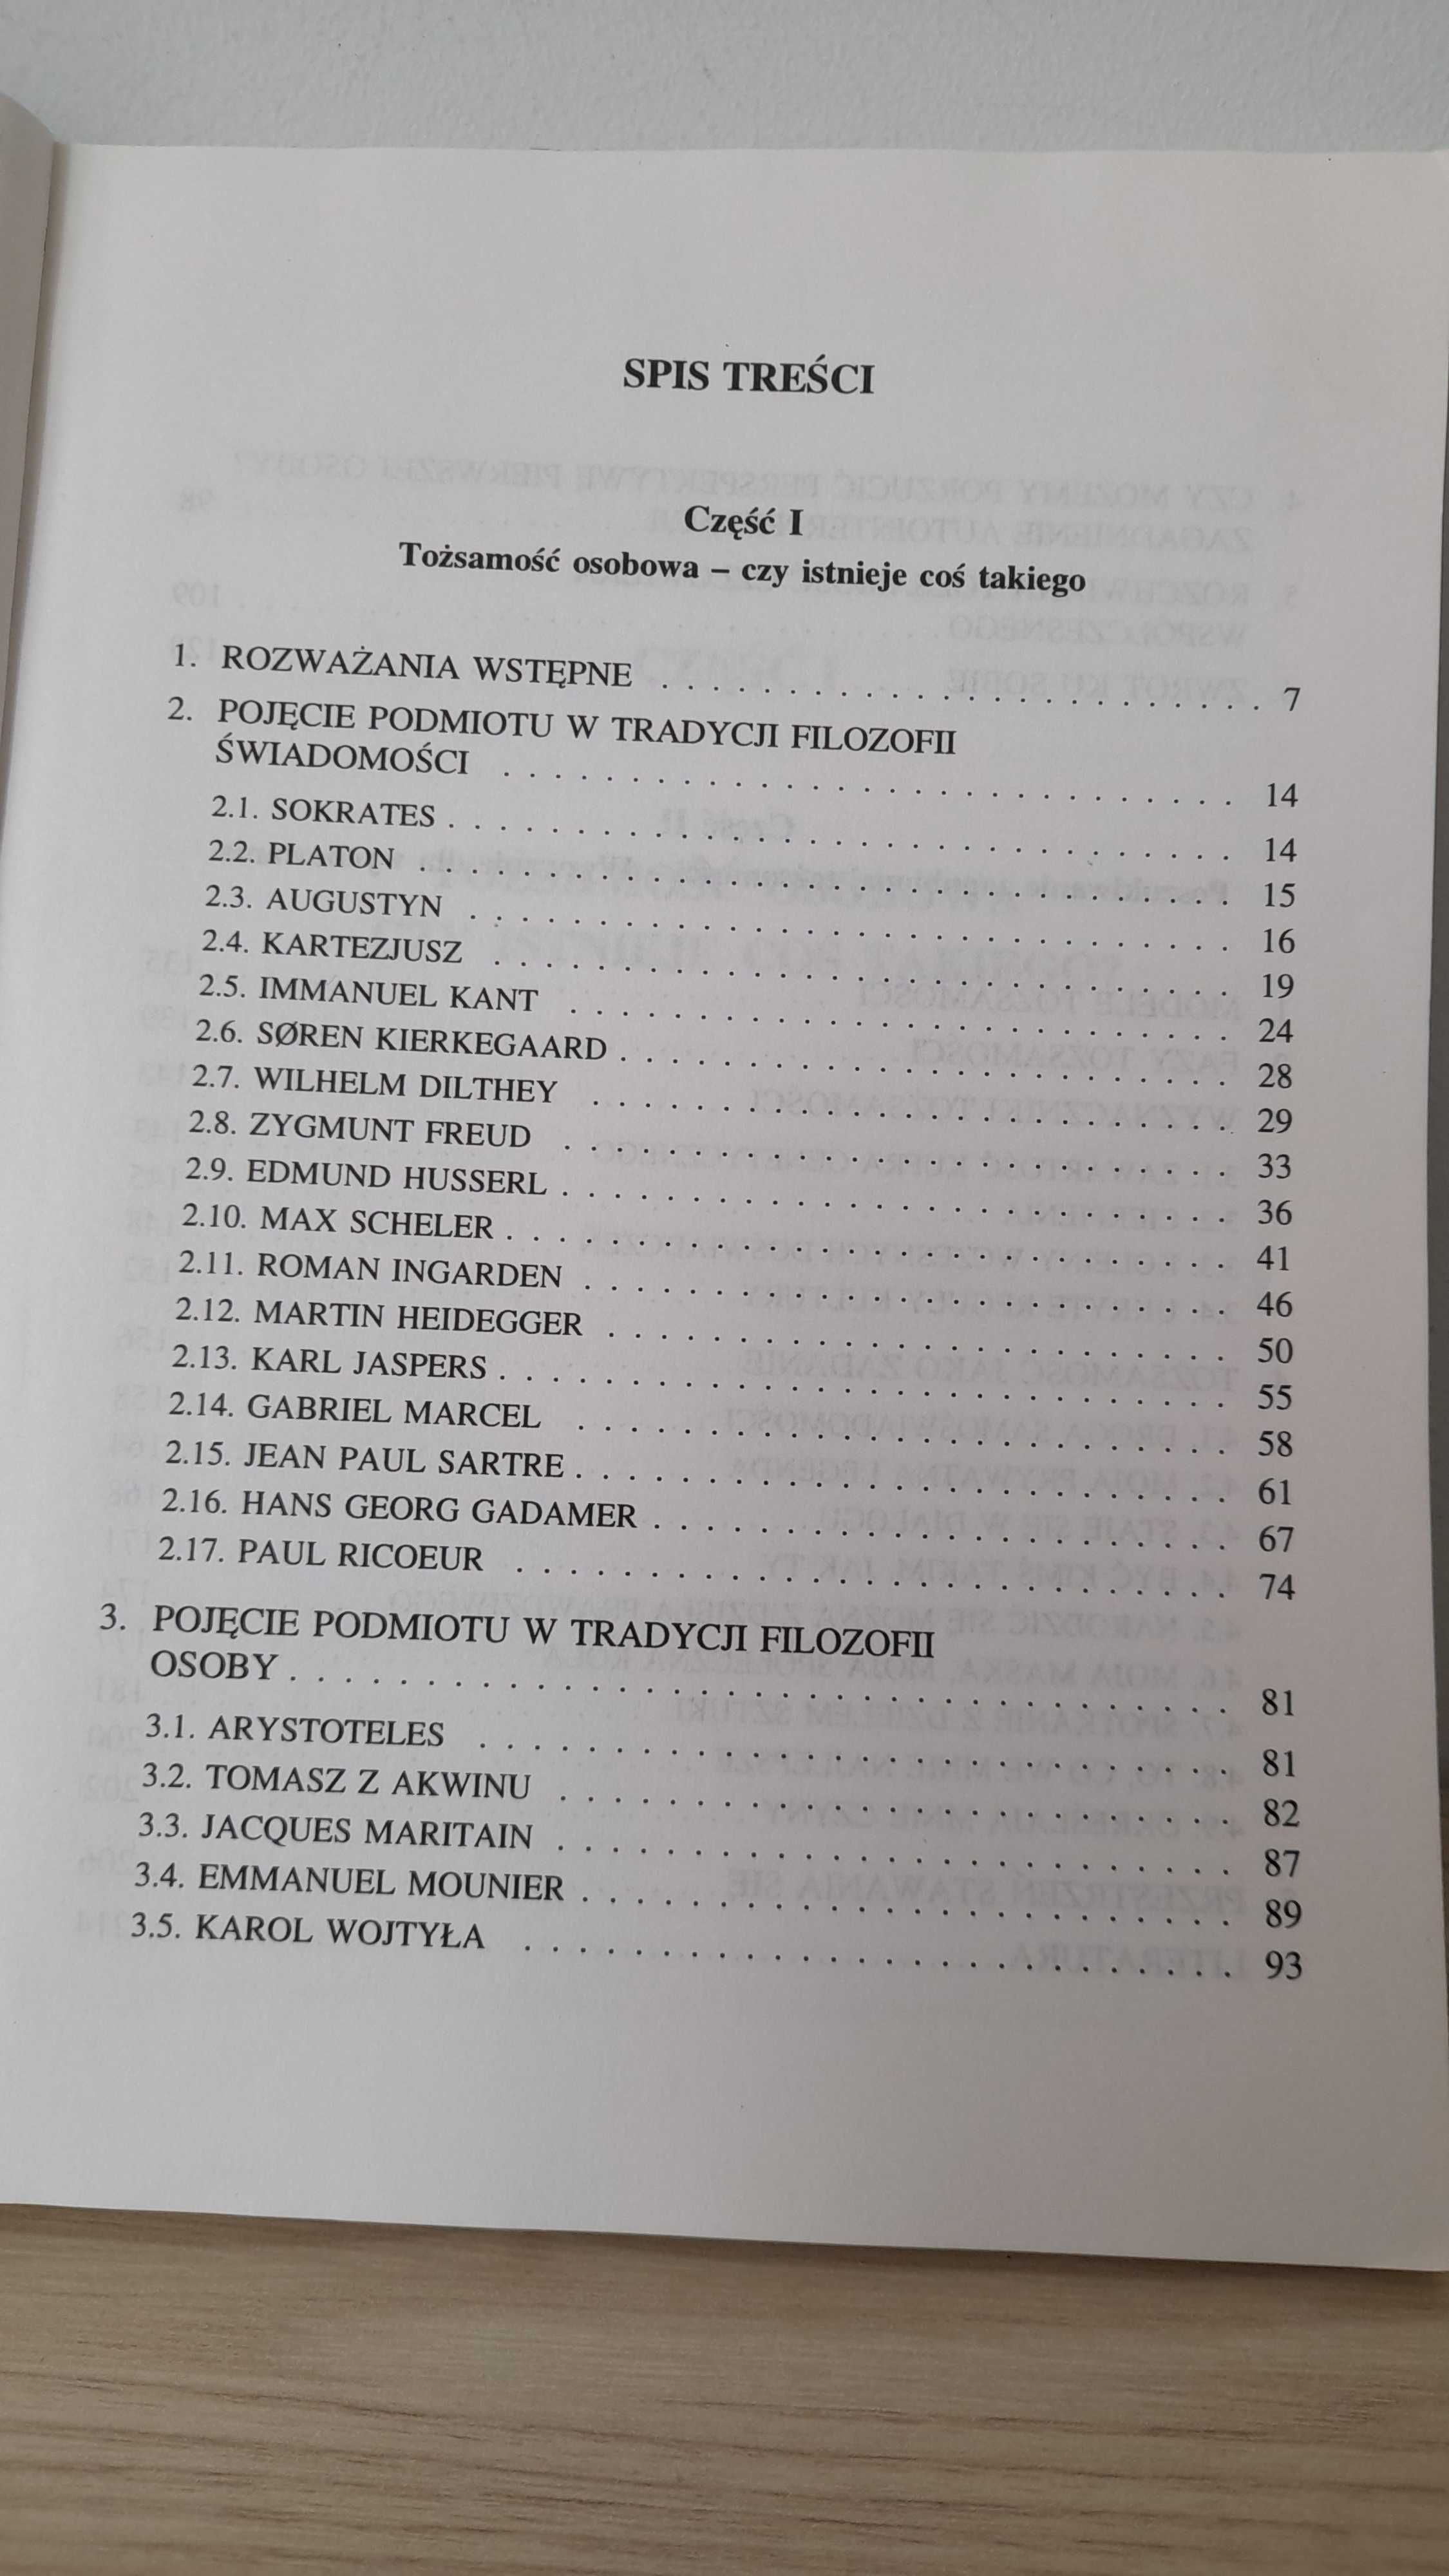 SPIS TREŚCI
Część I
Tożsamość osobowa – czy istnieje coś takiego
1. ROZWAŻANIA WSTĘPNE . . . . . . . . . . . . . . . . . . . . . . . 7
2. POJĘCIE PODMIOTU W TRADYCJI FILOZOFII
ŚWIADOMOŚCI . . . . . . . . . . . . . . . . . . . . . . . . . . . . 14
2.1. SOKRATES . . . . . . . . . . . . . . . . . . . . . . . . . . . . . 14
2.2. PLATON . . . . . . . . . . . . . . . . . . . . . . . . . . . . . . 15
2.3. AUGUSTYN . . . . . . . . . . . . . . . . . . . . . . . . . . . . 16
2.4. KARTEZJUSZ . . . . . . . . . . . . . . . . . . . . . . . . . . . 19
2.5. IMMANUEL KANT . . . . . . . . . . . . . . . . . . . . . . . . 24
2.6. SØREN KIERKEGAARD . . . . . . . . . . . . . . . . . . . . . . 28
2.7. WILHELM DILTHEY . . . . . . . . . . . . . . . . . . . . . . . 29
2.8. ZYGMUNT FREUD . . . . . . . . . . . . . . . . . . . . . . . . 33
2.9. EDMUND HUSSERL . . . . . . . . . . . . . . . . . . . . . . . . 36
2.10. MAX SCHELER . . . . . . . . . . . . . . . . . . . . . . . . . . 41
2.11. ROMAN INGARDEN . . . . . . . . . . . . . . . . . . . . . . . 46
2.12. MARTIN HEIDEGGER . . . . . . . . . . . . . . . . . . . . . . 50
2.13. KARL JASPERS . . . . . . . . . . . . . . . . . . . . . . . . . . 55
2.14. GABRIEL MARCEL . . . . . . . . . . . . . . . . . . . . . . . . 58
2.15. JEAN PAUL SARTRE . . . . . . . . . . . . . . . . . . . . . . . 61
2.16. HANS GEORG GADAMER . . . . . . . . . . . . . . . . . . . . 67
2.17. PAUL RICOEUR . . . . . . . . . . . . . . . . . . . . . . . . . 74
3. POJĘCIE PODMIOTU W TRADYCJI FILOZOFII
OSOBY . . . . . . . . . . . . . . . . . . . . . . . . . . . . . . . . . 81
3.1. ARYSTOTELES . . . . . . . . . . . . . . . . . . . . . . . . . . . 81
3.2. TOMASZ Z AKWINU . . . . . . . . . . . . . . . . . . . . . . . 82
3.3. JACQUES MARITAIN . . . . . . . . . . . . . . . . . . . . . . . 87
3.4. EMMANUEL MOUNIER . . . . . . . . . . . . . . . . . . . . . . 89
3.5. KAROL WOJTYŁA . . . . . . . . . . . . . . . . . . . . . . . . . 93